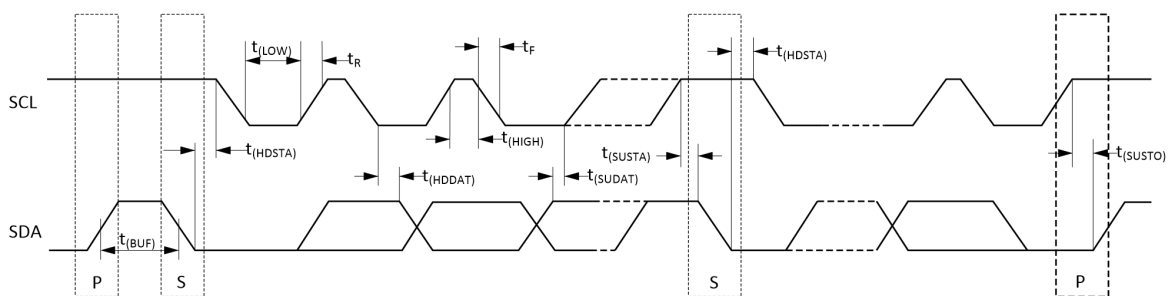 t(LOW)
tR
tF
t(HDSTA)
SCL
t(HDSTA)
t(HIGH)
t(SUSTA)
t(SUSTO)
t(HDDAT)
t(SUDAT)
SDA
t(BUF)
P
S
S
P